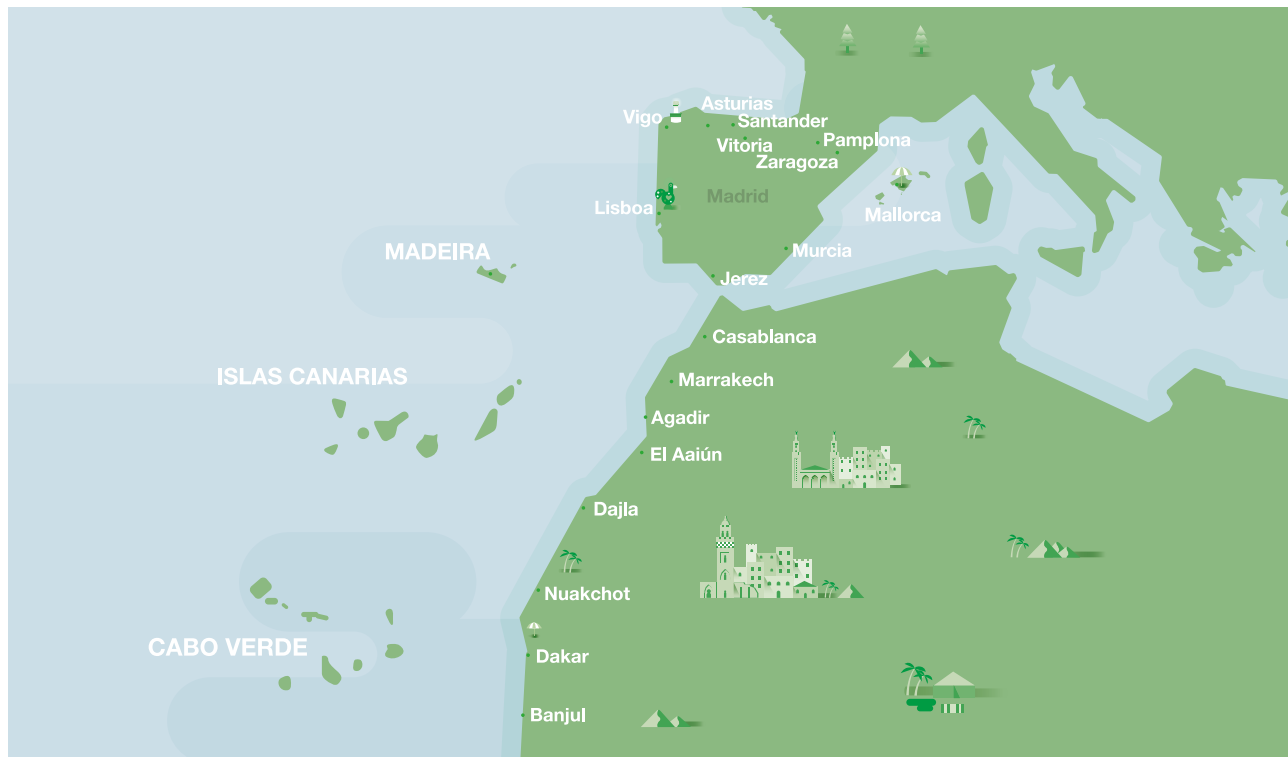 Asturias
Vigo
Santander
Vitoria
Pamplona
Zaragoza
Madrid
Lisboa
Mallorca
MADEIRA
Murcia
Jerez
Casablanca
ISLAS CANARIAS
Marrakech
Agadir
El Aaiún
Dajla
Nuakchot
CABO VERDE
Dakar
Banjul